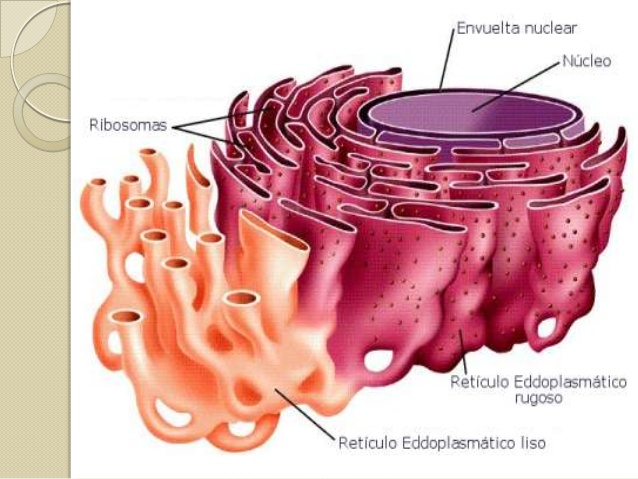 Envuelta nuclear
Núcleo
Ribosomas
Retículo Eddoplasmático
rugoso
Retículo Eddoplasmático liso